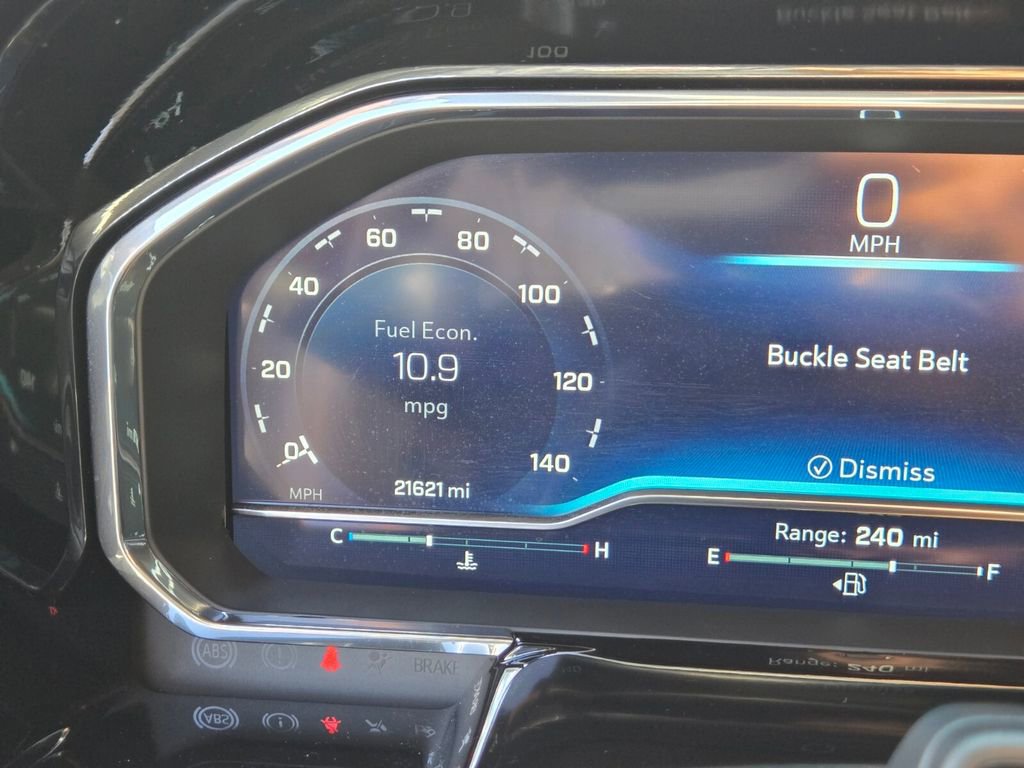 0
MPH
60
80
40
100
Fuel Econ.
10.9
mpg
20
120
Buckle Seat Belt
0
140
MPH
21621 mi
Dismiss
C
H
Range: 240 mi
E
F
ABS
BRAKE